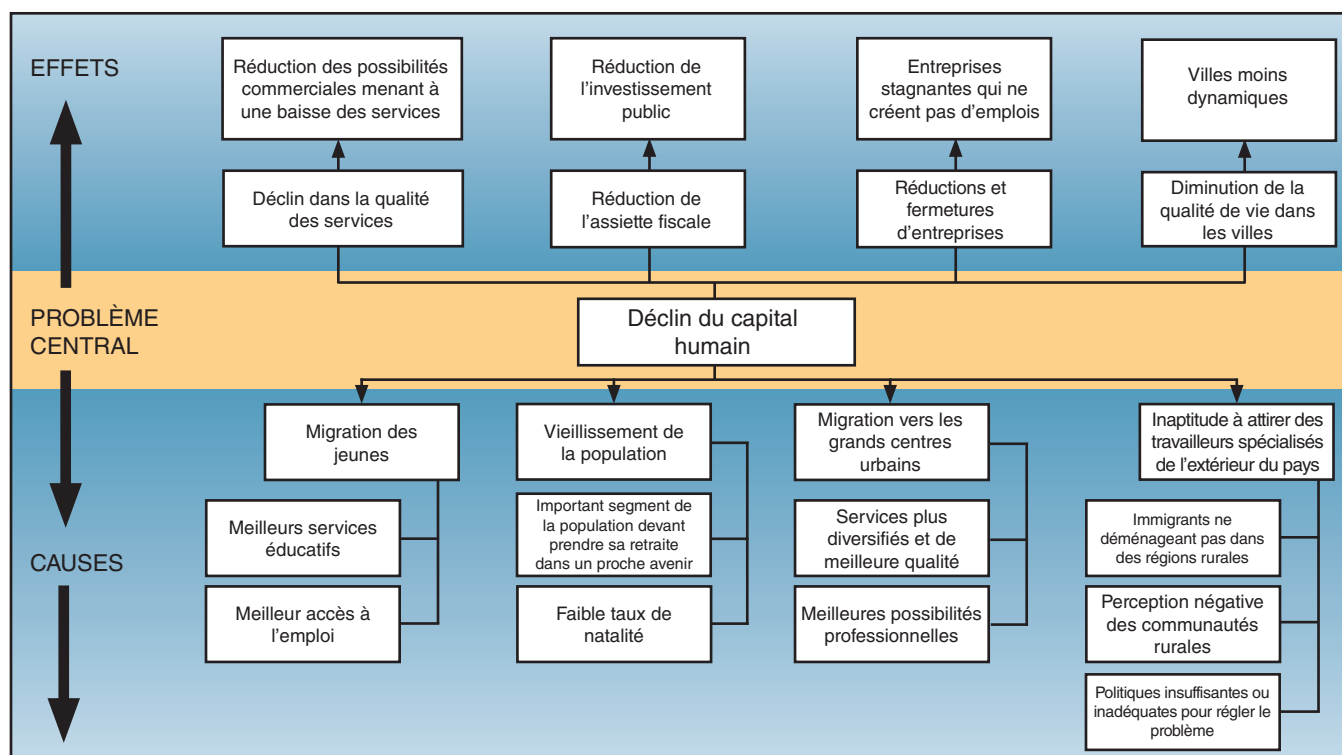 EFFETS
Réduction des possibilités
commerciales menant à
une baisse des services
Réduction de
l’investissement
public
Entreprises
stagnantes qui ne
créent pas d’emplois
Villes moins
dynamiques
Déclin dans la qualité
des services
Réduction de
l’assiette fiscale
Réductions et
fermetures
d’entreprises
Diminution de la
qualité de vie dans
les villes
PROBLÈME
CENTRAL
Déclin du capital
humain
CAUSES
Migration des
jeunes
Meilleurs services
éducatifs
Meilleur accès à
l’emploi
Vieillissement de
la population
Important segment de
la population devant
prendre sa retraite
dans un proche avenir
Faible taux de
natalité
Migration vers les
grands centres
urbains
Services plus
diversifiés et de
meilleure qualité
Meilleures possibilités
professionnelles
Inaptitude à attirer des
travailleurs spécialisés
de l’extérieur du pays
Immigrants ne
déménageant pas dans
des régions rurales
Perception négative
des communautés
rurales
Politiques insuffisantes ou
inadéquates pour régler le
problème